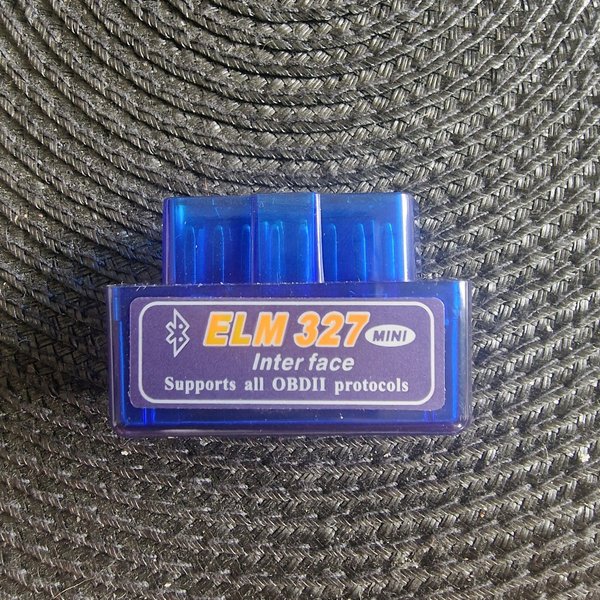 ELM 327 MINI
Inter face
Supports all OBDII protocols